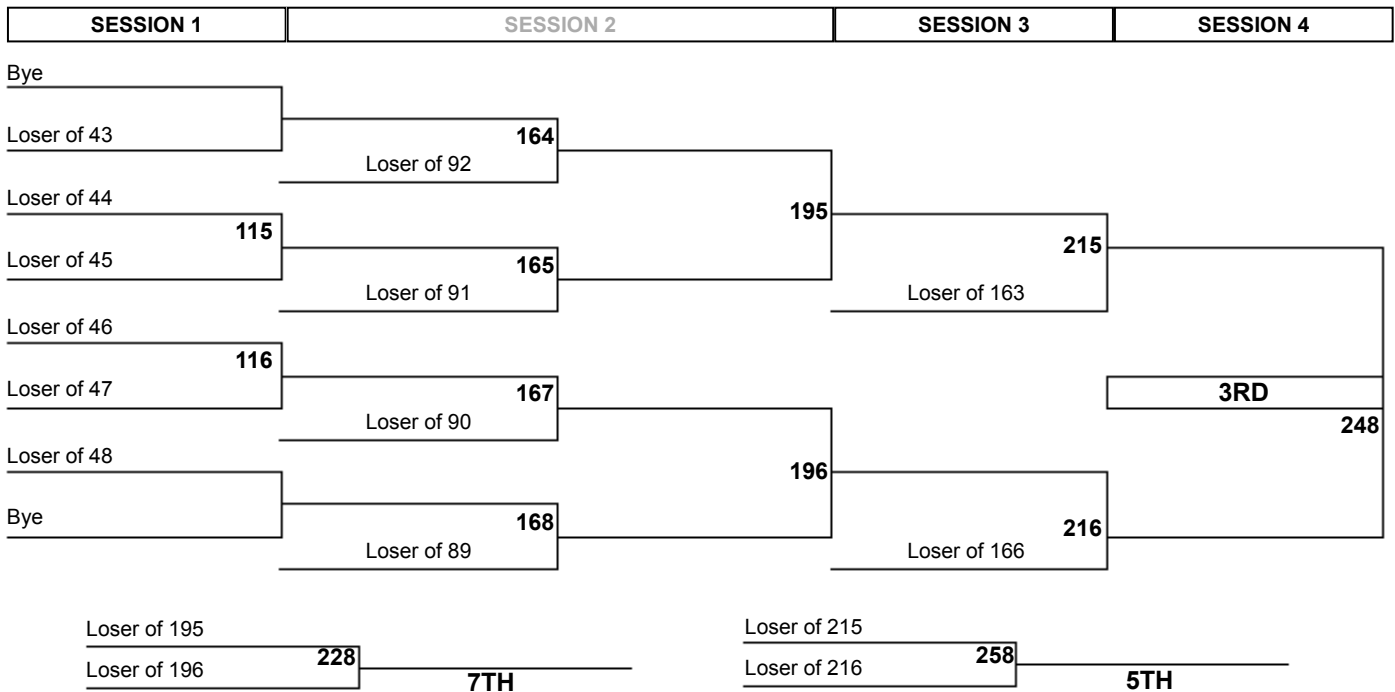 SESSION 1 SESSION 2 SESSION 3 SESSION 4
Bye
Loser of 43
164
Loser of 92
Loser of 44
195
115
215
Loser of 45
165
Loser of 91
Loser of 163
Loser of 46
116
Loser of 47
167
3RD
Loser of 90
248
Loser of 48
196
Bye
168
216
Loser of 89
Loser of 166
Loser of 195
228
Loser of 196
7TH
Loser of 215
258
Loser of 216
5TH